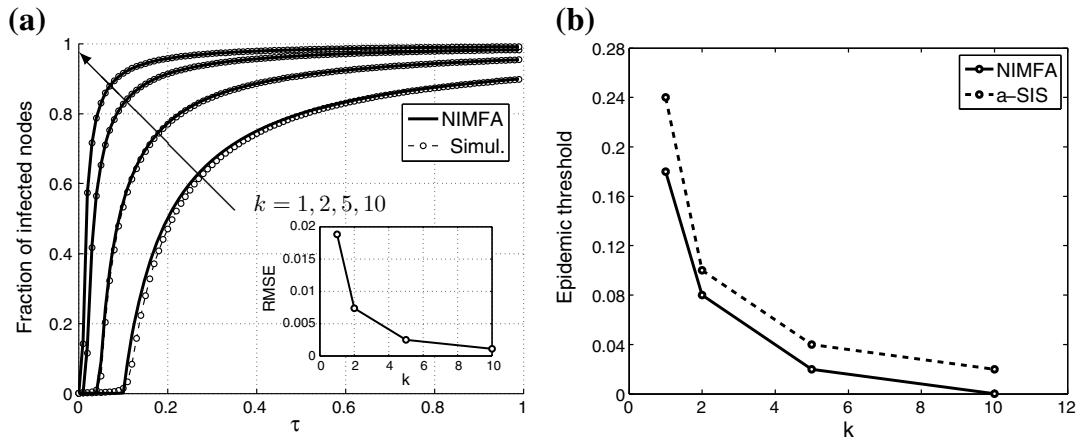 (a)
1
0.8
0.6
0.4
0.2
0
Fraction of infected nodes
NIMFA
Simul.
k = 1, 2, 5, 10
0.02
0.015
0.01
0.005
0
RMSE
0 2 4 6 8 10
k
0 0.2 0.4 0.6 0.8 1
τ
(b)
0.28
0.24
0.20
0.16
0.12
0.08
0.04
0
Epidemic threshold
NIMFA
a–SIS
0 2 4 6 8 10 12
k